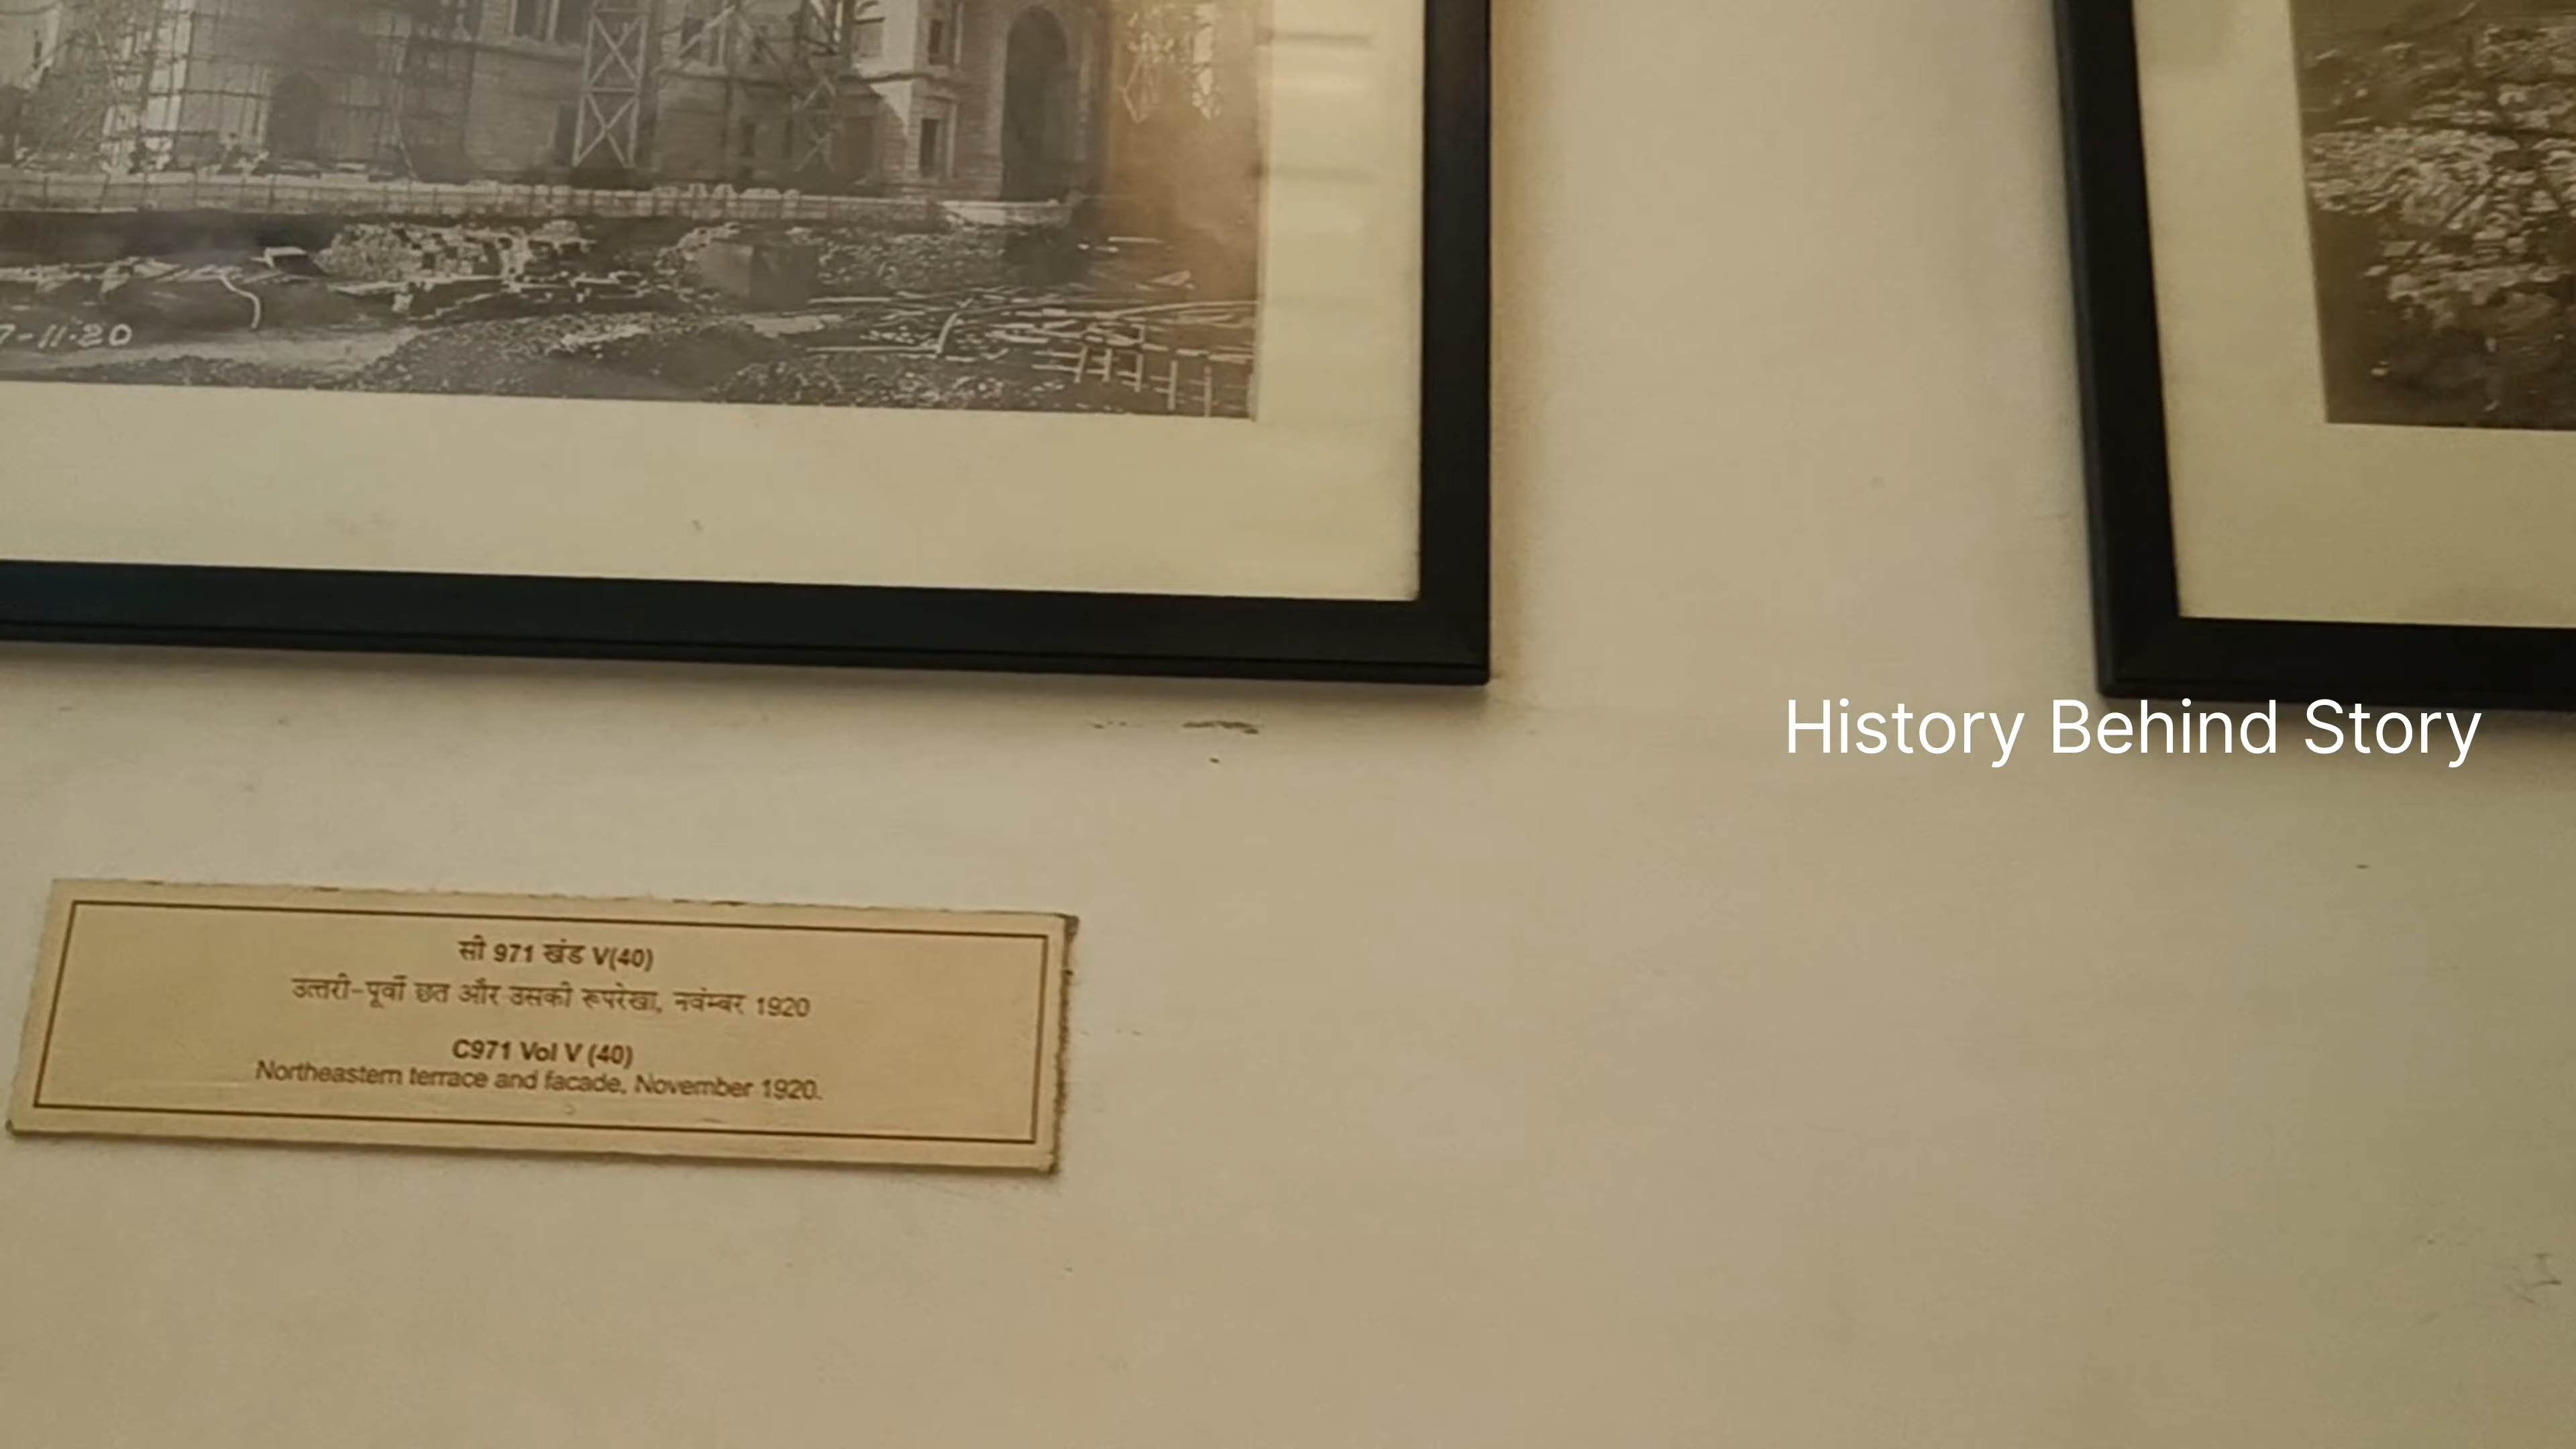 7-11-20
History Behind Story
सी 971 खंड V(40)
उत्तरी-पूर्वी छत और उसकी रूपरेखा, नवंम्बर 1920
C971 Vol V (40)
Northeastern terrace and facade, November 1920.